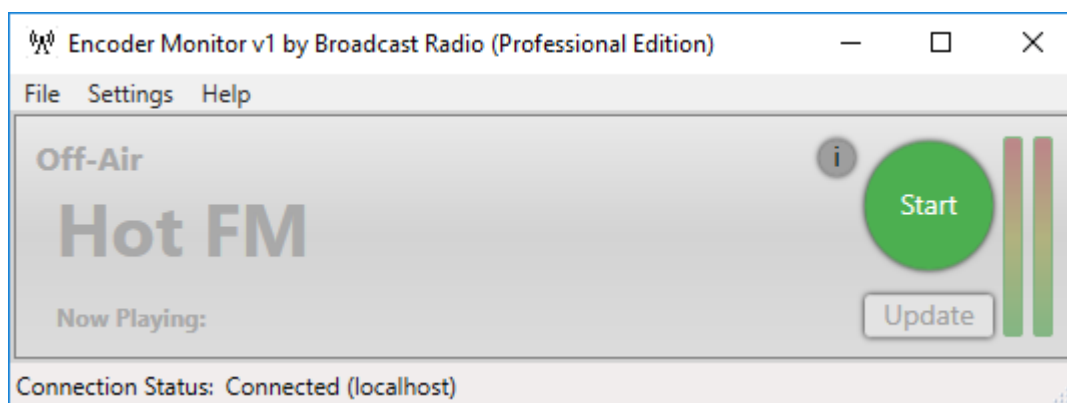 Encoder Monitor v1 by Broadcast Radio (Professional Edition)
File Settings Help
Off-Air
i
Start
Hot FM
Now Playing:
Update
Connection Status: Connected (localhost)